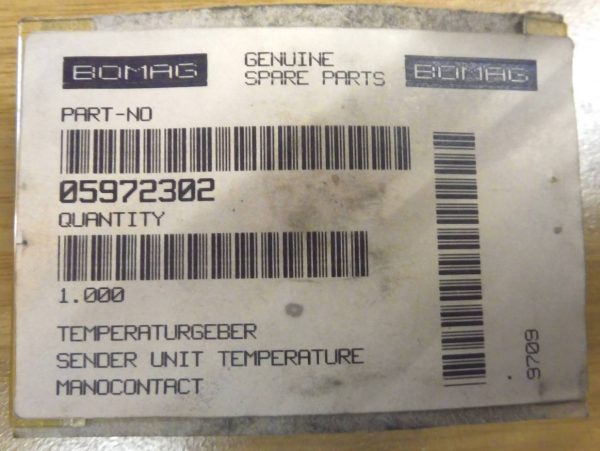 BOMAG GENUINE SPARE PARTS BOMAG
PART-NO
05972302
QUANTITY
1.000
TEMPERATURGEBER
SENDER UNIT TEMPERATURE
MANOCONTACT
9709